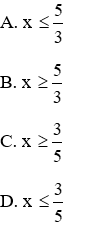 A. x ≤ 5/3
B. x ≥ 5/3
C. x ≥ 3/5
D. x ≤ 3/5